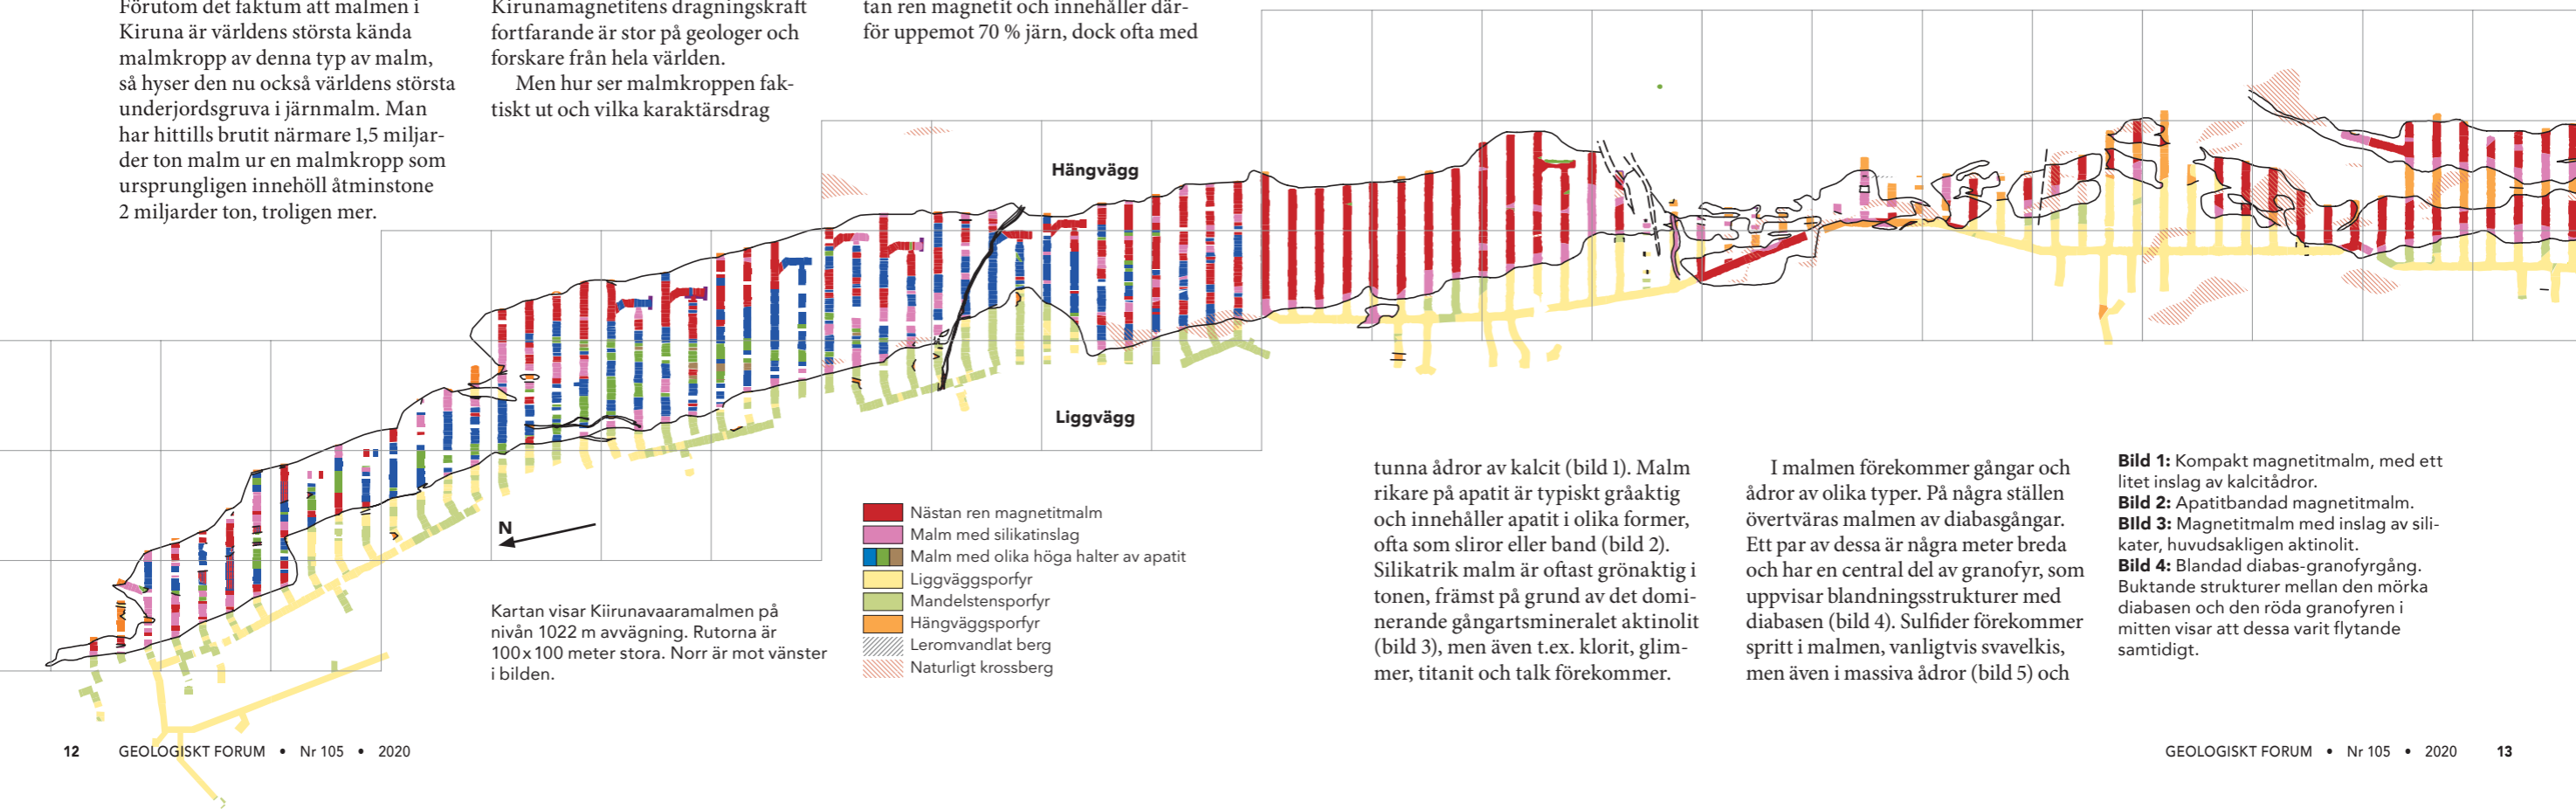 Förutom det faktum att malmen i
Kiruna är världens största kända
malmkropp av denna typ av malm,
så hyser den nu också världens största
underjordsgruva i järnmalm. Man
har hittills brutit närmare 1,5 miljar-
der ton malm ur en malmkropp som
ursprungligen innehöll åtminstone
2 miljarder ton, troligen mer.
Kirunamagnetitens dragningskraft
fortfarande är stor på geologer och
forskare från hela världen.
Men hur ser malmkroppen fak-
tiskt ut och vilka karaktärsdrag
tan ren magnetit och innehåller där-
för uppemot 70 % järn, dock ofta med
Hängvägg
Liggvägg
N
Kartan visar Kiirunavaaramalmen på
nivån 1022 m avvägning. Rutorna är
100x100 meter stora. Norr är mot vänster
i bilden.
Nästan ren magnetitmalm
Malm med silikatinslag
Malm med olika höga halter av apatit
Liggväggsporfyr
Mandelstensporfyr
Hängväggsporfyr
Leromvandlat berg
Naturligt krossberg
tunna ådror av kalcit (bild 1). Malm
rikare på apatit är typiskt gråaktig
och innehåller apatit i olika former,
ofta som sliror eller band (bild 2).
Silikatrik malm är oftast grönaktig i
tonen, främst på grund av det domi-
nerande gångartsmineralet aktinolit
(bild 3), men även t.ex. klorit, glim-
mer, titanit och talk förekommer.
I malmen förekommer gångar och
ådror av olika typer. På några ställen
övertväras malmen av diabasgångar.
Ett par av dessa är några meter breda
och har en central del av granofyr, som
uppvisar blandningsstrukturer med
diabasen (bild 4). Sulfider förekommer
spritt i malmen, vanligtvis svavelkis,
men även i massiva ådror (bild 5) och
Bild 1: Kompakt magnetitmalm, med ett
litet inslag av kalcitådror.
Bild 2: Apatitbandad magnetitmalm.
BIld 3: Magnetitmalm med inslag av sili-
kater, huvudsakligen aktinolit.
Bild 4: Blandad diabas-granofyrgång.
Buktande strukturer mellan den mörka
diabasen och den röda granofyren i
mitten visar att dessa varit flytande
samtidigt.
12 GEOLOGISKT FORUM • Nr 105 • 2020
GEOLOGISKT FORUM • Nr 105 • 2020 13